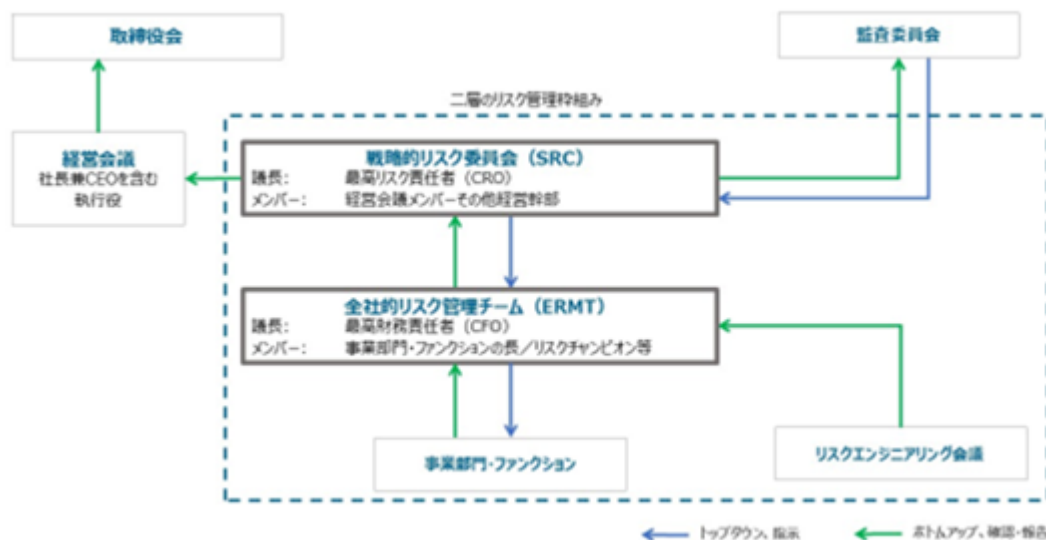 取締役会
監査委員会
二層のリスク管理枠組み
経営会議
社長兼CEOを含む
執行役
戦略的リスク委員会（SRC）
議長： 最高リスク責任者（CRO）
メンバー： 経営会議メンバーその他経営幹部
全社的リスク管理チーム（ERMT）
議長： 最高財務責任者（CFO）
メンバー： 事業部門・ファンクションの長／リスクチャンピオン等
事業部門・ファンクション
リスクエンジニアリング会議
トップダウン、指示
ボトムアップ、確認・報告